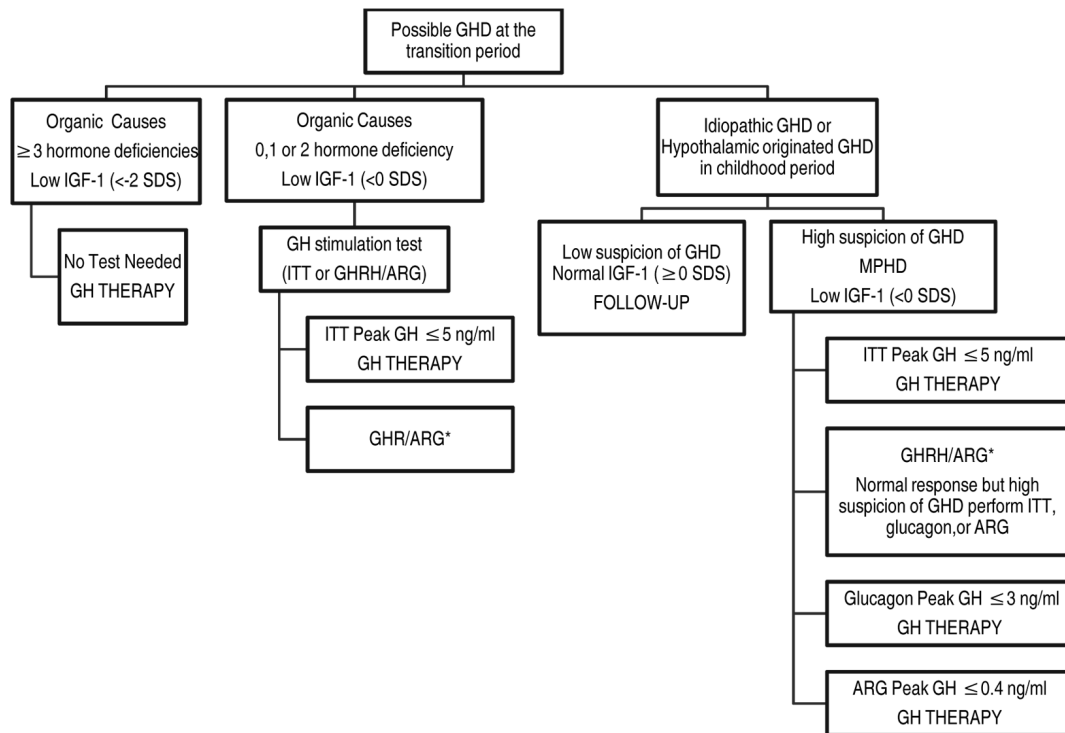 Possible GHD at the
transition period
Organic Causes
≥3 hormone deficiencies
Low IGF-1 (<-2 SDS)
No Test Needed
GH THERAPY
Organic Causes
0,1 or 2 hormone deficiency
Low IGF-1 (<0 SDS)
GH stimulation test
(ITT or GHRH/ARG)
ITT Peak GH ≤5 ng/ml
GH THERAPY
GHR/ARG*
Idiopathic GHD or
Hypothalamic originated GHD
in childhood period
Low suspicion of GHD
Normal IGF-1 (≥0 SDS)
FOLLOW-UP
High suspicion of GHD
MPHD
Low IGF-1 (<0 SDS)
ITT Peak GH ≤5 ng/ml
GH THERAPY
GHRH/ARG*
Normal response but high
suspicion of GHD perform ITT,
glucagon,or ARG
Glucagon Peak GH ≤3 ng/ml
GH THERAPY
ARG Peak GH ≤0.4 ng/ml
GH THERAPY